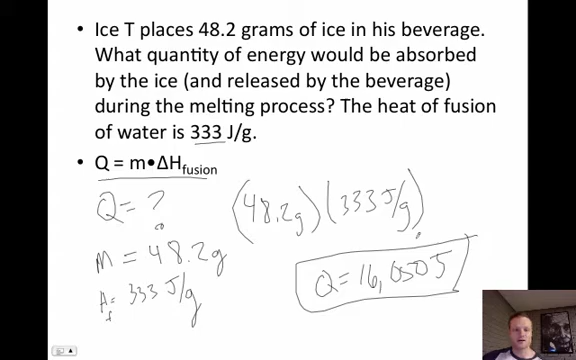 • Ice T places 48.2 grams of ice in his beverage.
What quantity of energy would be absorbed
by the ice (and released by the beverage)
during the melting process? The heat of fusion
of water is 333 J/g.
• Q = m•ΔHfusion
Q = ?
(48.2g)(333 J/g)
m = 48.2g
Hf = 333 J/g
Q = 16,050J